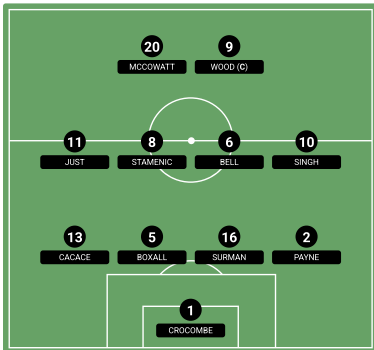 20 9
MCCOWATT WOOD (C)
11 8 6 10
JUST STAMENIC BELL SINGH
13 5 16 2
CACACE BOXALL SURMAN PAYNE
1
CROCOMBE